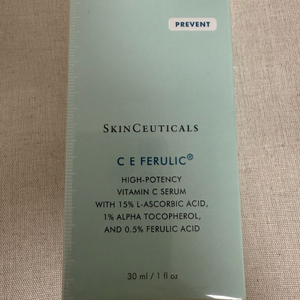 PREVENT
SKINCEUTICALS
C E FERULIC®
HIGH-POTENCY
VITAMIN C SERUM
WITH 15% L-ASCORBIC ACID,
1% ALPHA TOCOPHEROL,
AND 0.5% FERULIC ACID
30 ml / 1 fl oz